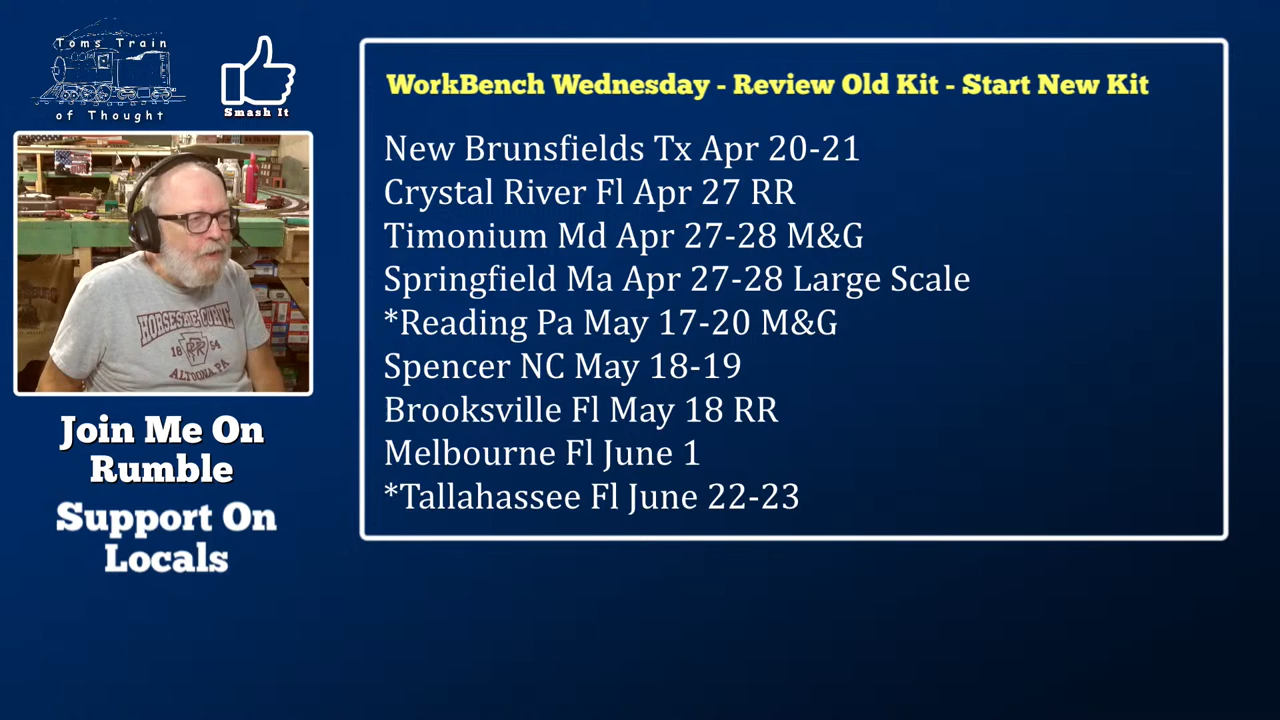 Toms Train
of Thought
Smash It
WorkBench Wednesday - Review Old Kit - Start New Kit
New Brunsfields Tx Apr 20-21
Crystal River Fl Apr 27 RR
Timonium Md Apr 27-28 M&G
Springfield Ma Apr 27-28 Large Scale
*Reading Pa May 17-20 M&G
Spencer NC May 18-19
Brooksville Fl May 18 RR
Melbourne Fl June 1
*Tallahassee Fl June 22-23
HORSESHOE CURVE
18 PRR 54
ALTOONA, PA
Join Me On
Rumble
Support On
Locals